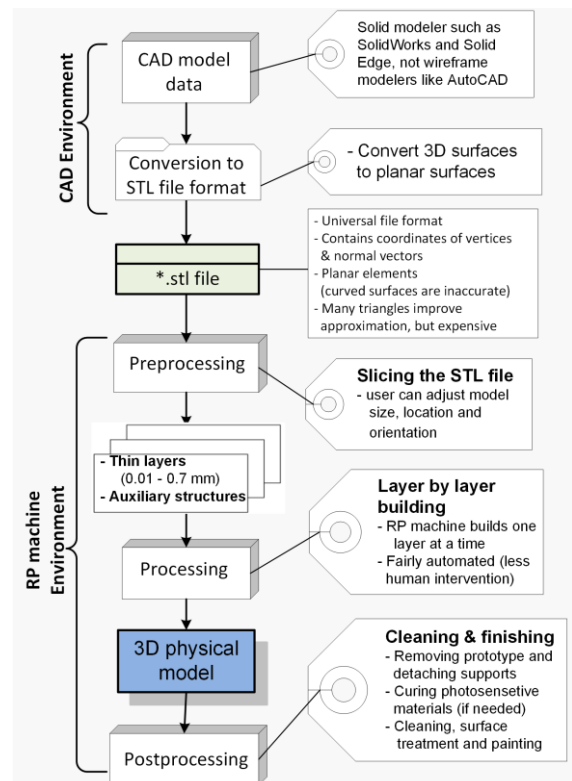 CAD Environment
CAD model
data
Solid modeler such as
SolidWorks and Solid
Edge, not wireframe
modelers like AutoCAD
Conversion to
STL file format
- Convert 3D surfaces
to planar surfaces
*.stl file
- Universal file format
- Contains coordinates of vertices
& normal vectors
- Planar elements
(curved surfaces are inaccurate)
- Many triangles improve
approximation, but expensive
RP machine
Environment
Preprocessing
Slicing the STL file
- user can adjust model
size, location and
orientation
- Thin layers
(0.01 - 0.7 mm)
- Auxiliary structures
Layer by layer
building
- RP machine builds one
layer at a time
- Fairly automated (less
human intervention)
Processing
3D physical
model
Cleaning & finishing
- Removing prototype and
detaching supports
- Curing photosensetive
materials (if needed)
- Cleaning, surface
treatment and painting
Postprocessing